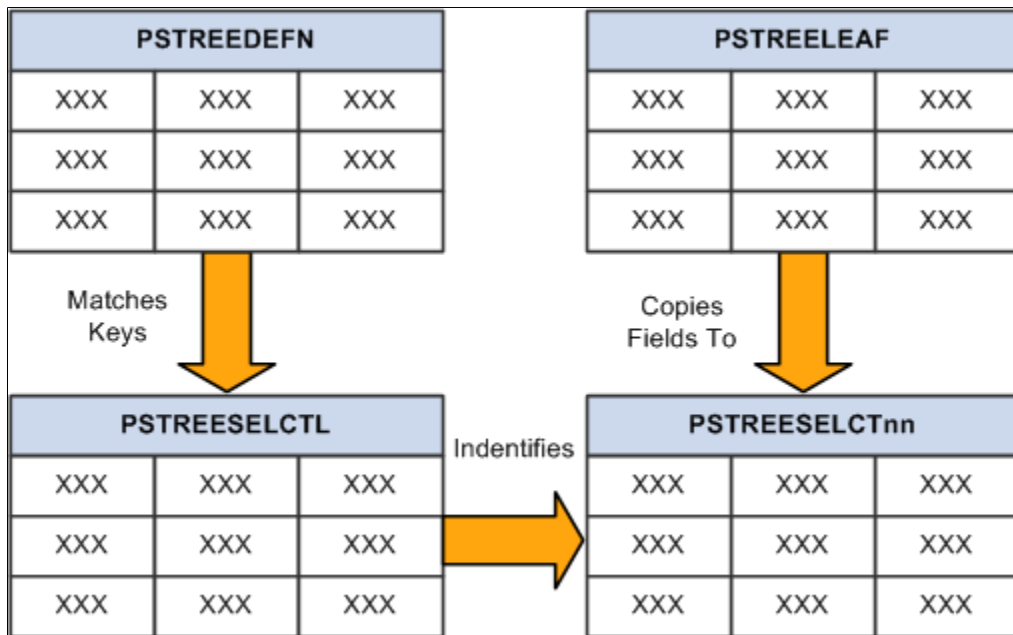 PSTREEDEFN
XXX XXX XXX
XXX XXX XXX
XXX XXX XXX
PSTREELEAF
XXX XXX XXX
XXX XXX XXX
XXX XXX XXX
Matches
Keys
Copies
Fields To
PSTREESELCTL
XXX XXX XXX
XXX XXX XXX
XXX XXX XXX
Indentifies
PSTREESELCTnn
XXX XXX XXX
XXX XXX XXX
XXX XXX XXX